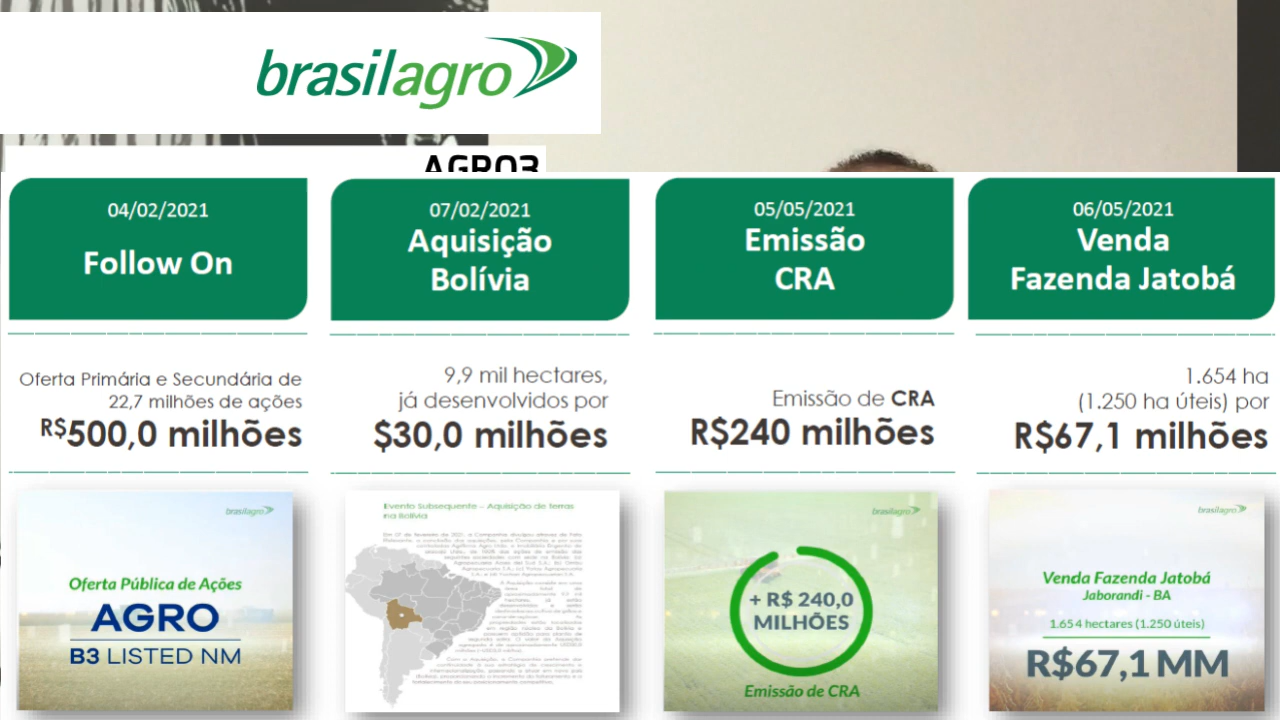 brasilagro
AGRO3
04/02/2021
Follow On
Oferta Primária e Secundária de
22,7 milhões de ações
R$500,0 milhões
brasilagro
Oferta Pública de Ações
AGRO
B3 LISTED NM
07/02/2021
Aquisição
Bolívia
9,9 mil hectares,
já desenvolvidos por
$30,0 milhões
Evento Subsequente – Aquisição de terras
na Bolívia
05/05/2021
Emissão
CRA
Emissão de CRA
R$240 milhões
brasilagro
+ R$ 240,0
MILHÕES
Emissão de CRA
06/05/2021
Venda
Fazenda Jatobá
1.654 ha
(1.250 ha úteis) por
R$67,1 milhões
brasilagro
Venda Fazenda Jatobá
Jaborandi - BA
1.654 hectares (1.250 úteis)
R$67,1MM